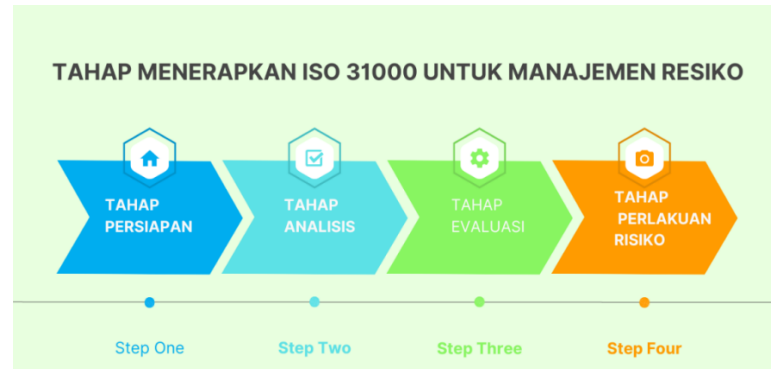 TAHAP MENERAPKAN ISO 31000 UNTUK MANAJEMEN RESIKO
TAHAP
PERSIAPAN
TAHAP
ANALISIS
TAHAP
EVALUASI
TAHAP
PERLAKUAN
RISIKO
Step One
Step Two
Step Three
Step Four